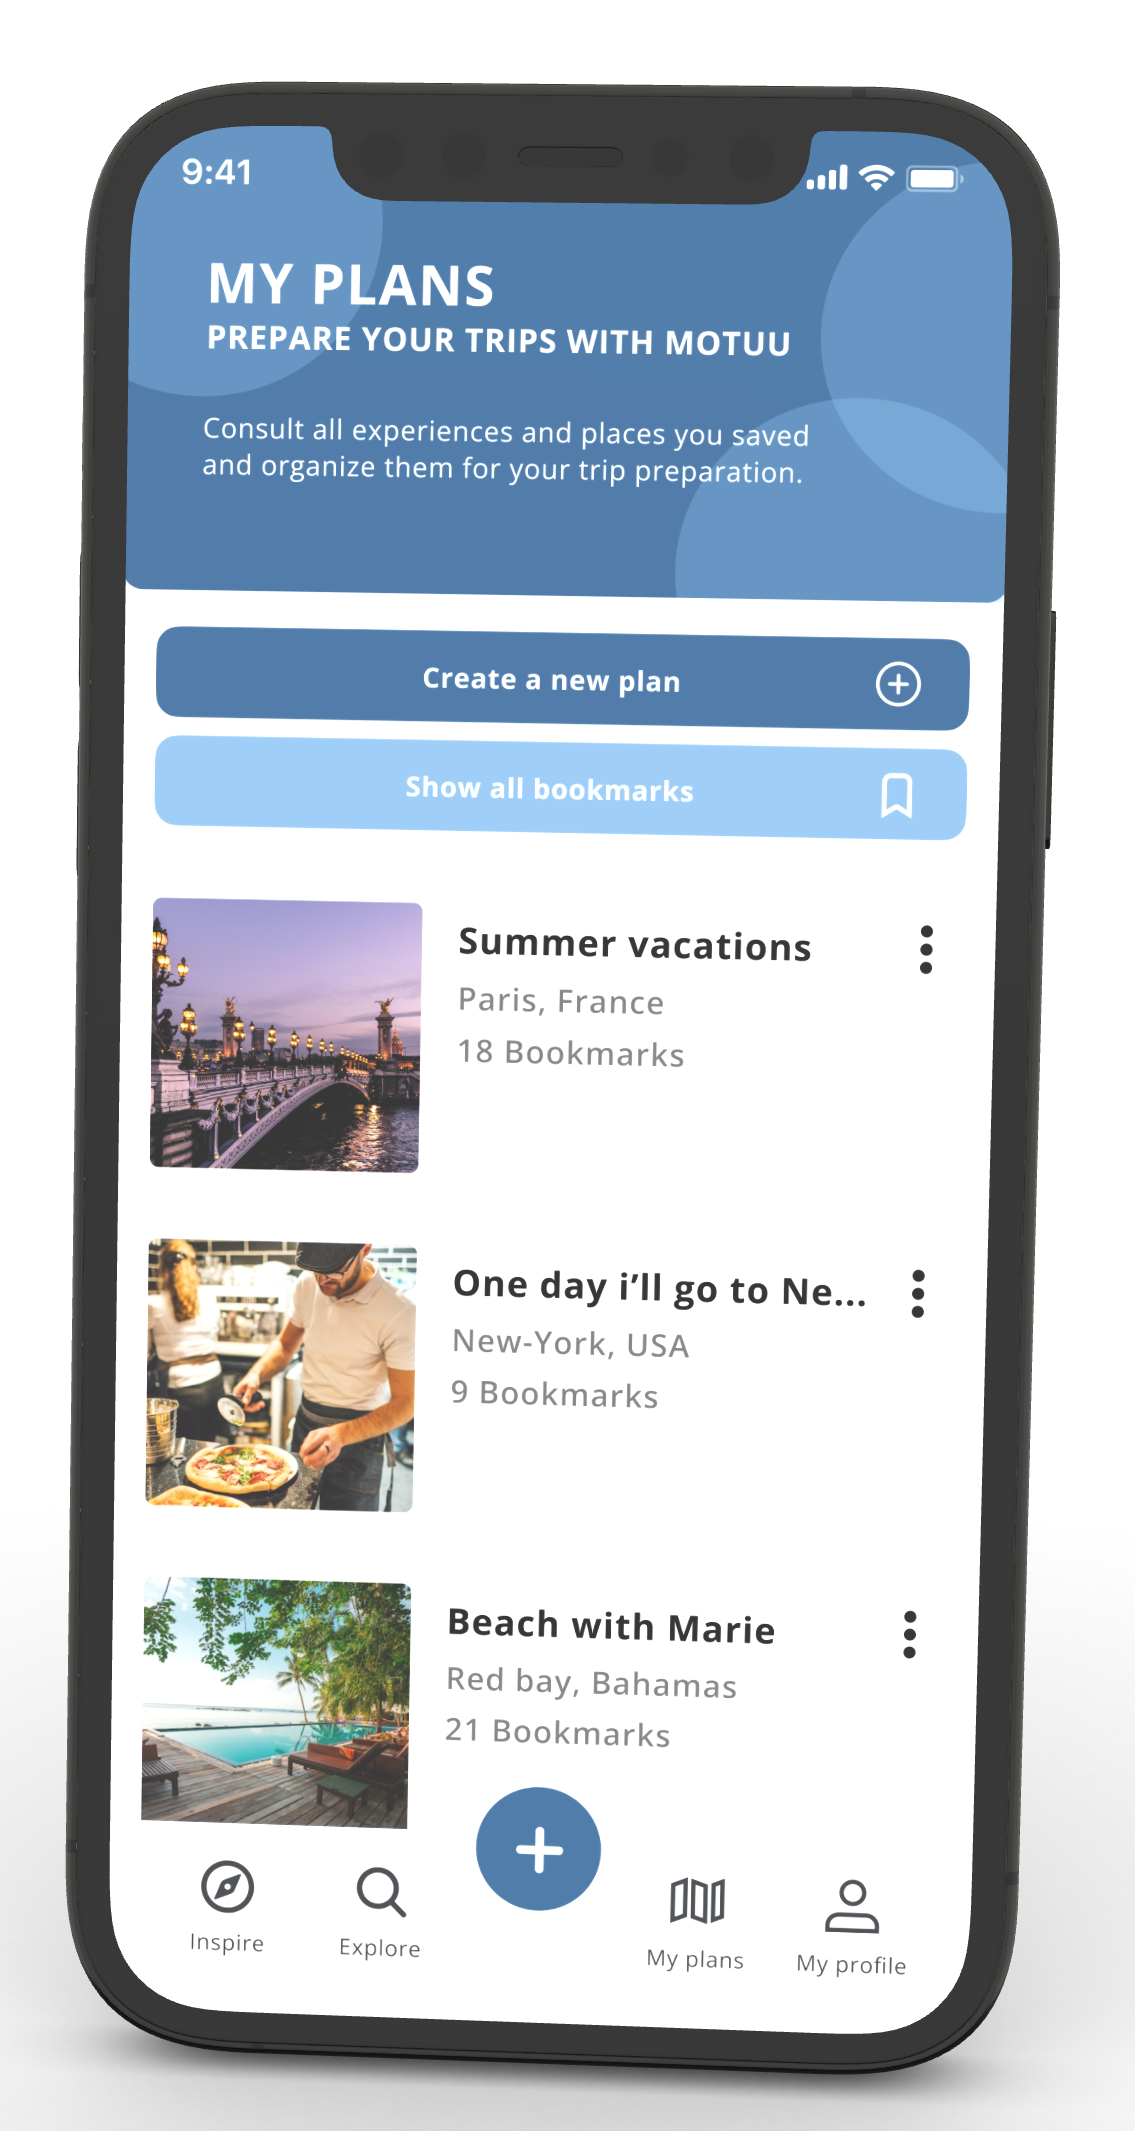 9:41
MY PLANS
PREPARE YOUR TRIPS WITH MOTUU
Consult all experiences and places you saved
and organize them for your trip preparation.
Create a new plan
Show all bookmarks
Summer vacations
Paris, France
18 Bookmarks
One day i’ll go to Ne...
New-York, USA
9 Bookmarks
Beach with Marie
Red bay, Bahamas
21 Bookmarks
Inspire
Explore
My plans
My profile